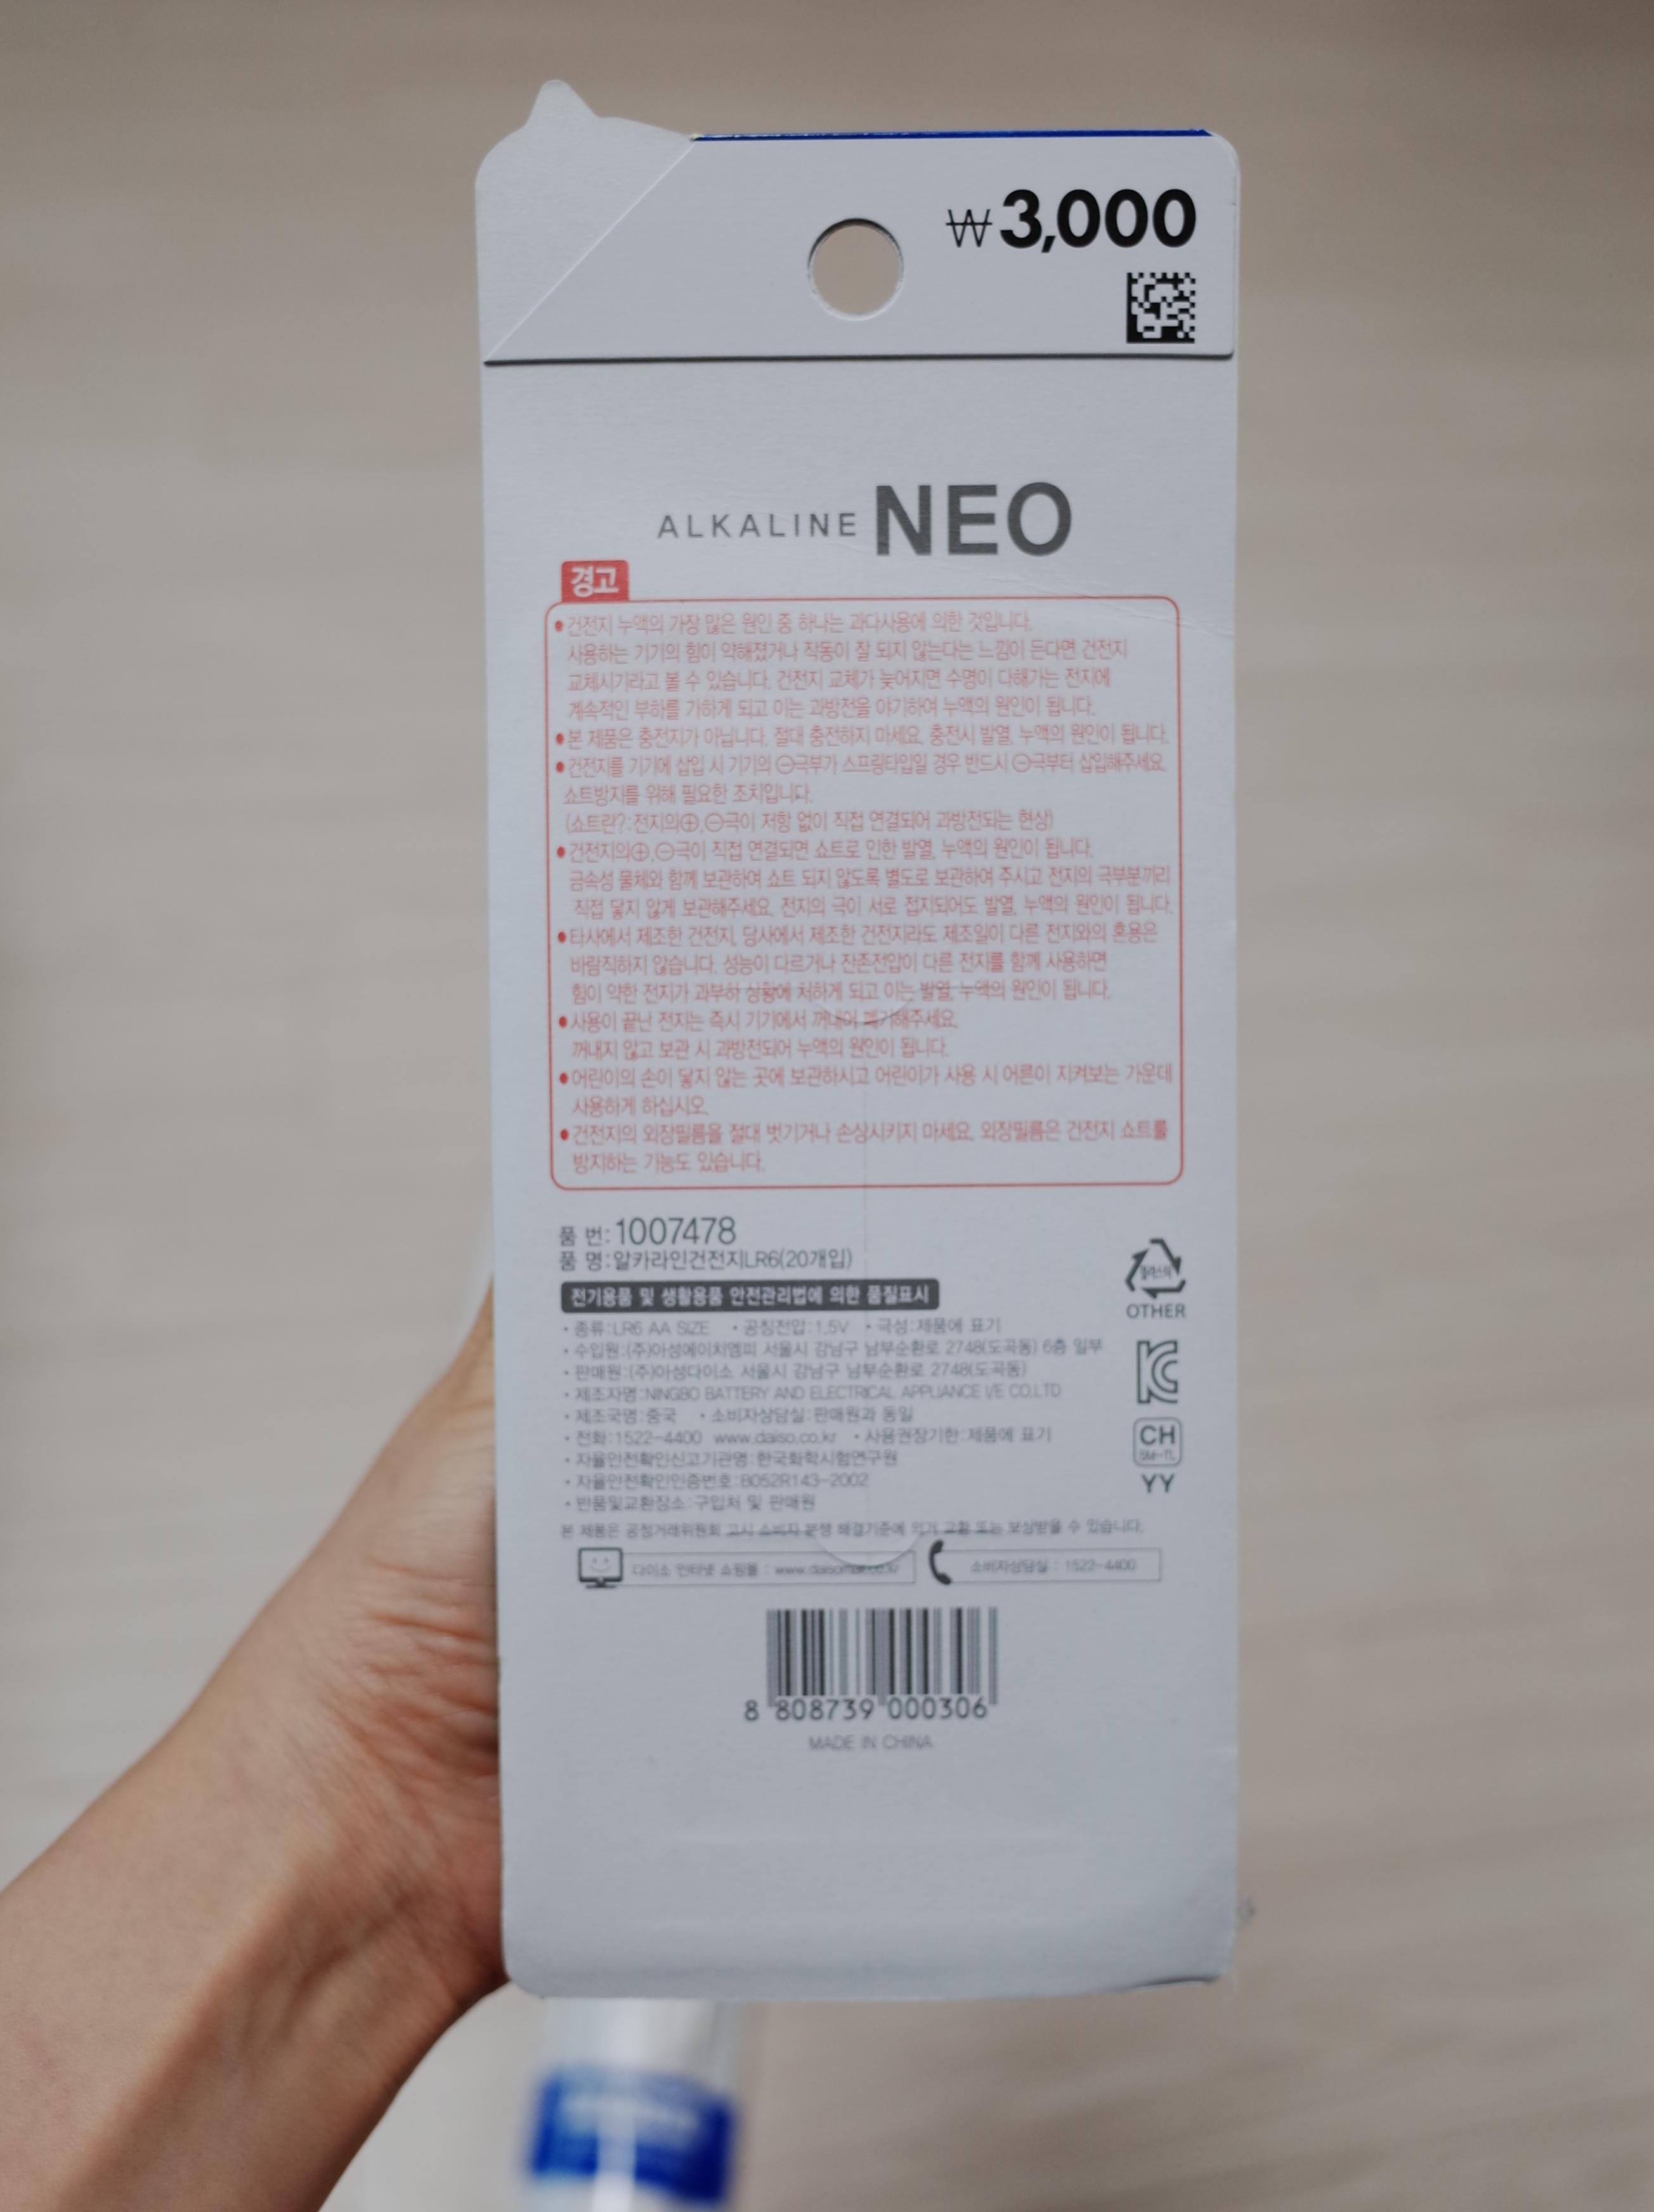 ₩3,000
ALKALINE NEO
경고
●건전지 누액의 가장 많은 원인 중 하나는 과다사용에 의한 것입니다.
사용하는 기기의 힘이 약해졌거나 작동이 잘 되지 않는다는 느낌이 든다면 건전지
교체시기라고 볼 수 있습니다. 건전지 교체가 늦어지면 수명이 다해가는 전지에
계속적인 부하를 가하게 되고 이는 과방전을 야기하여 누액의 원인이 됩니다.
●본 제품은 충전지가 아닙니다. 절대 충전하지 마세요. 충전시 발열, 누액의 원인이 됩니다.
●건전지를 기기에 삽입 시 기기의 ⊖극부가 스프링타입일 경우 반드시 ⊖극부터 삽입해주세요.
쇼트방지를 위해 필요한 조치입니다.
(쇼트란?:전지의⊕,⊖극이 저항 없이 직접 연결되어 과방전되는 현상)
●건전지의⊕,⊖극이 직접 연결되면 쇼트로 인한 발열, 누액의 원인이 됩니다.
금속성 물체와 함께 보관하여 쇼트 되지 않도록 별도로 보관하여 주시고 전지의 극부분끼리
직접 닿지 않게 보관해주세요. 전지의 극이 서로 접지되어도 발열, 누액의 원인이 됩니다.
●타사에서 제조한 건전지, 당사에서 제조한 건전지라도 제조일이 다른 전지와의 혼용은
바람직하지 않습니다. 성능이 다르거나 잔존전압이 다른 전지를 함께 사용하면
힘이 약한 전지가 과부하 상황에 처하게 되고 이는 발열, 누액의 원인이 됩니다.
●사용이 끝난 전지는 즉시 기기에서 꺼내어 폐기해주세요.
꺼내지 않고 보관 시 과방전되어 누액의 원인이 됩니다.
●어린이의 손이 닿지 않는 곳에 보관하시고 어린이가 사용 시 어른이 지켜보는 가운데
사용하게 하십시오.
●건전지의 외장필름을 절대 벗기거나 손상시키지 마세요. 외장필름은 건전지 쇼트를
방지하는 기능도 있습니다.
품 번:1007478
품 명:알카라인건전지LR6(20개입)
전기용품 및 생활용품 안전관리법에 의한 품질표시
•종류:LR6 AA SIZE •공칭전압:1.5V •극성:제품에 표기
•수입원:(주)아성에이치엠피 서울시 강남구 남부순환로 2748(도곡동) 6층 일부
•판매원:(주)아성다이소 서울시 강남구 남부순환로 2748(도곡동)
•제조자명:NINGBO BATTERY AND ELECTRICAL APPLIANCE I/E CO.LTD
•제조국명:중국 •소비자상담실:판매원과 동일
•전화:1522-4400 www.daiso.co.kr •사용권장기한:제품에 표기
•자율안전확인신고기관명:한국화학시험연구원
•자율안전확인인증번호:B052R143-2002
•반품및교환장소:구입처 및 판매원
본 제품은 공정거래위원회 고시 소비자 분쟁 해결기준에 의거 교환 또는 보상받을 수 있습니다.
플라스틱
OTHER
CH
SM-TL
YY
다이소 인터넷 쇼핑몰 : www.daisomall.co.kr
소비자상담실 : 1522-4400
8 808739 000306
MADE IN CHINA